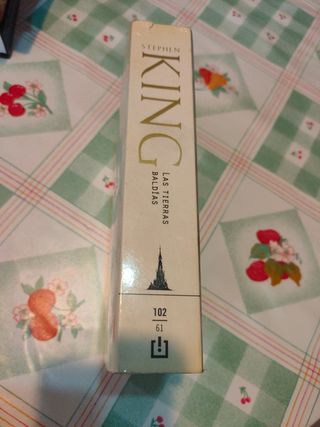 STEPHEN
KING
LAS TIERRAS
BALDÍAS
102
61